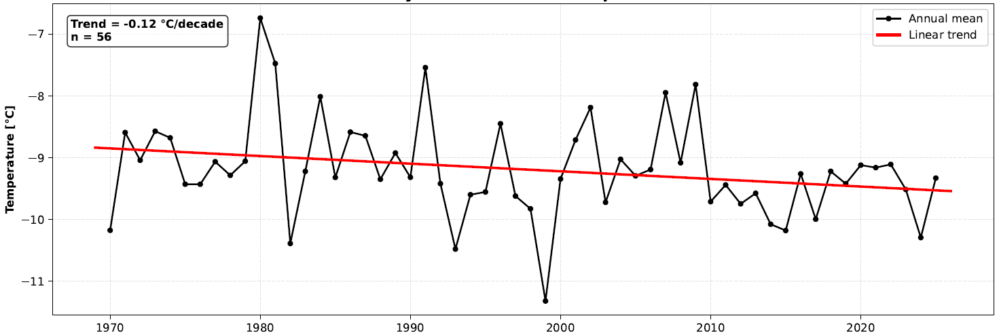 Trend = -0.12 °C/decade
n = 56
Annual mean
Linear trend
Temperature [°C]
−7
−8
−9
−10
−11
1970
1980
1990
2000
2010
2020